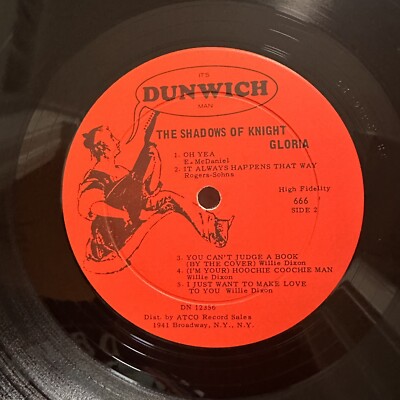 IT'S
DUNWICH
MAN
THE SHADOWS OF KNIGHT
GLORIA
1. OH YEA
E. McDaniel
2. IT ALWAYS HAPPENS THAT WAY
Rogers-Sohns
High Fidelity
666
SIDE 2
3. YOU CAN'T JUDGE A BOOK
(BY THE COVER) Willie Dixon
4. (I'M YOUR) HOOCHIE COOCHIE MAN
Willie Dixon
5. I JUST WANT TO MAKE LOVE
TO YOU Willie Dixon
DN 12356
Dist. by ATCO Record Sales
1941 Broadway, N.Y., N.Y.